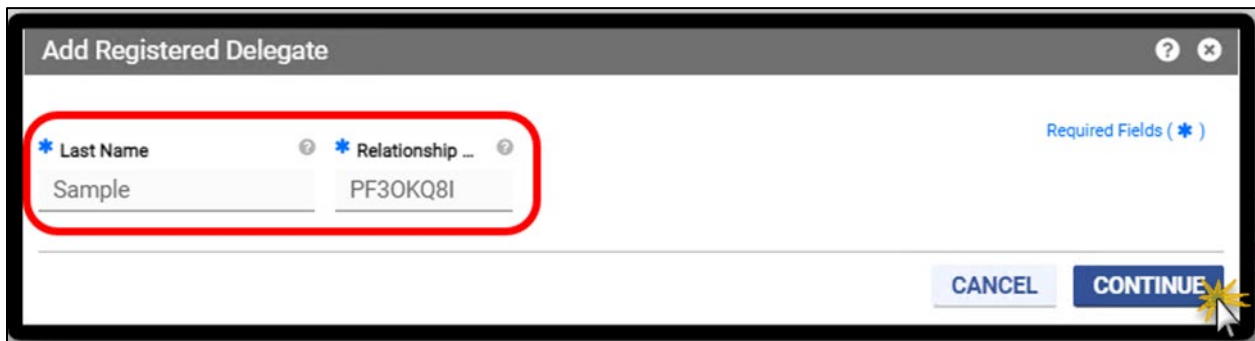 Add Registered Delegate
Required Fields ( * )
* Last Name * Relationship ...
Sample PF3OKQ8I
CANCEL CONTINUE